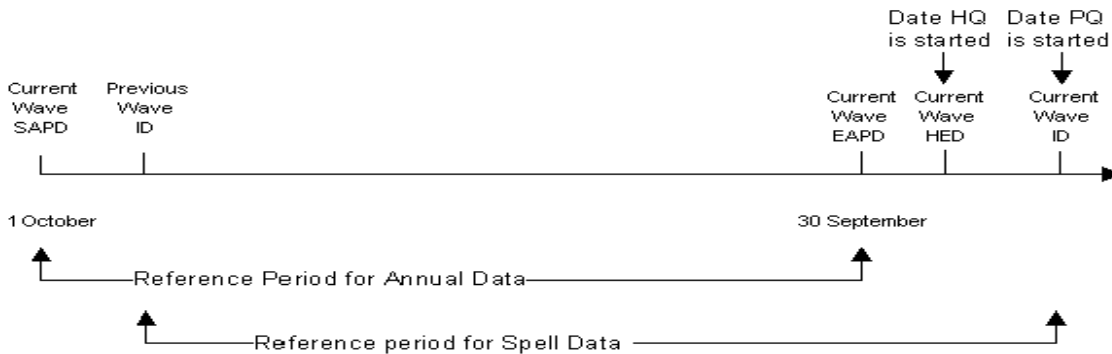 Date HQ
is started
Date PQ
is started
Current
Wave
SAPD
Previous
Wave
ID
Current
Wave
EAPD
Current
Wave
HED
Current
Wave
ID
1 October
30 September
Reference Period for Annual Data
Reference period for Spell Data